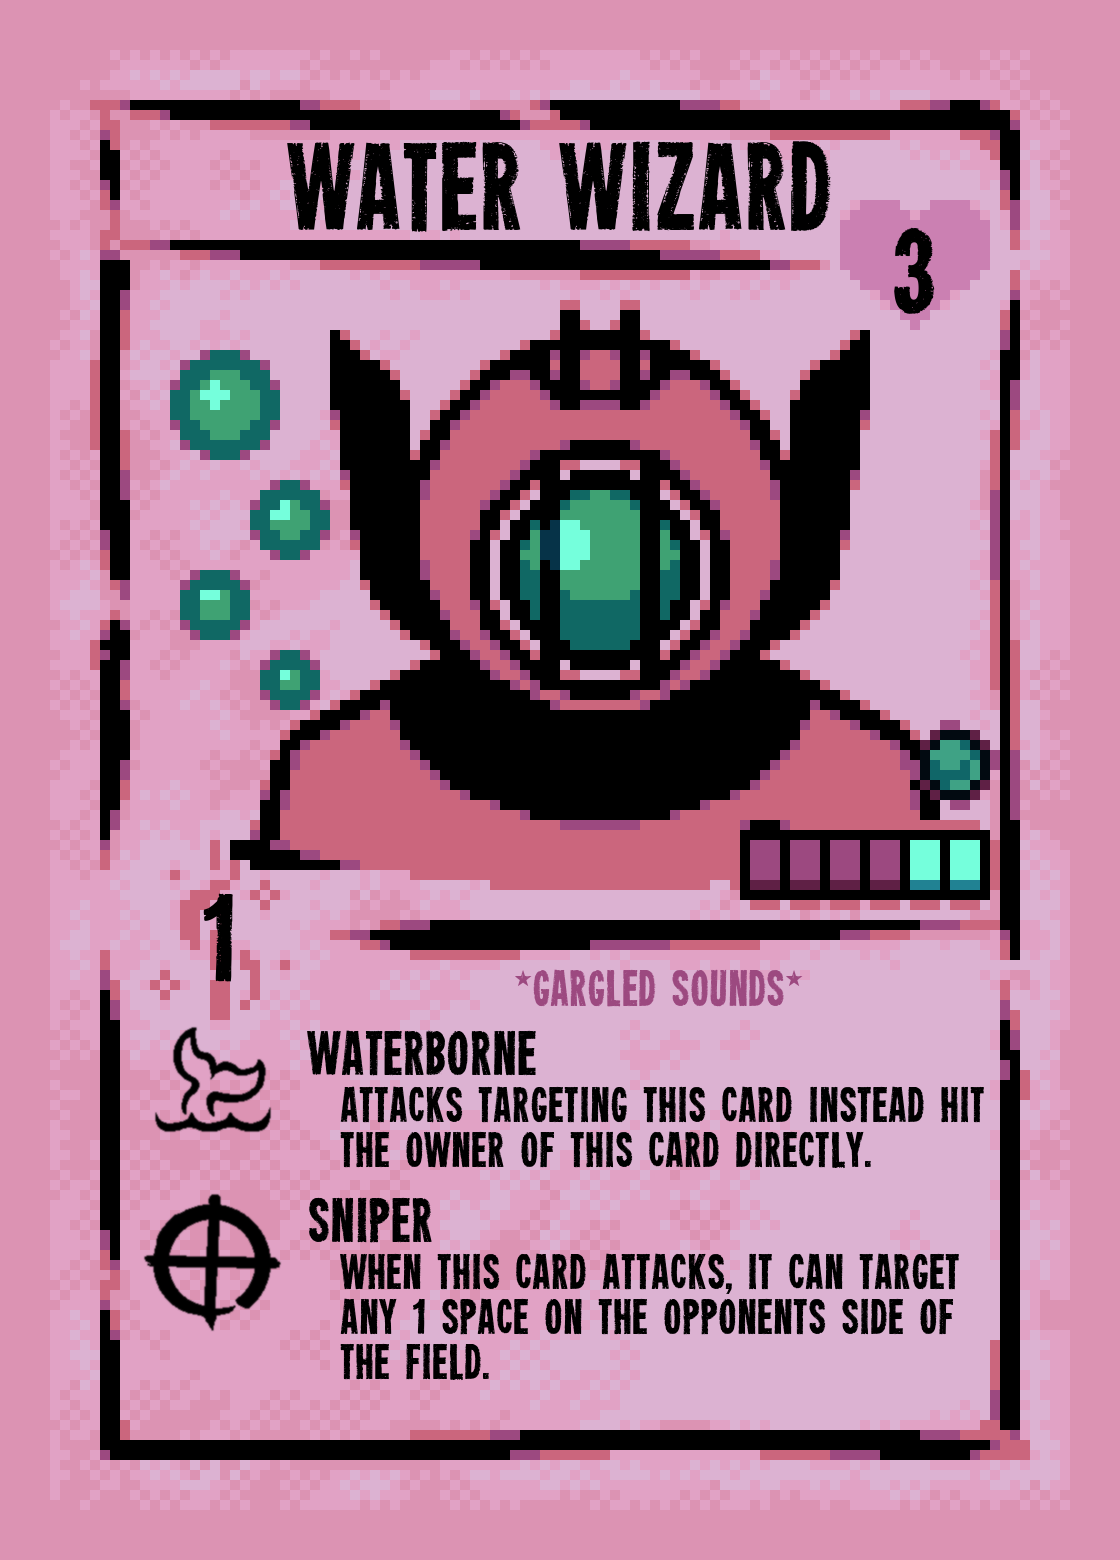 WATER WIZARD
3
1
*GARGLED SOUNDS*
WATERBORNE
ATTACKS TARGETING THIS CARD INSTEAD HIT
THE OWNER OF THIS CARD DIRECTLY.
SNIPER
WHEN THIS CARD ATTACKS, IT CAN TARGET
ANY 1 SPACE ON THE OPPONENTS SIDE OF
THE FIELD.